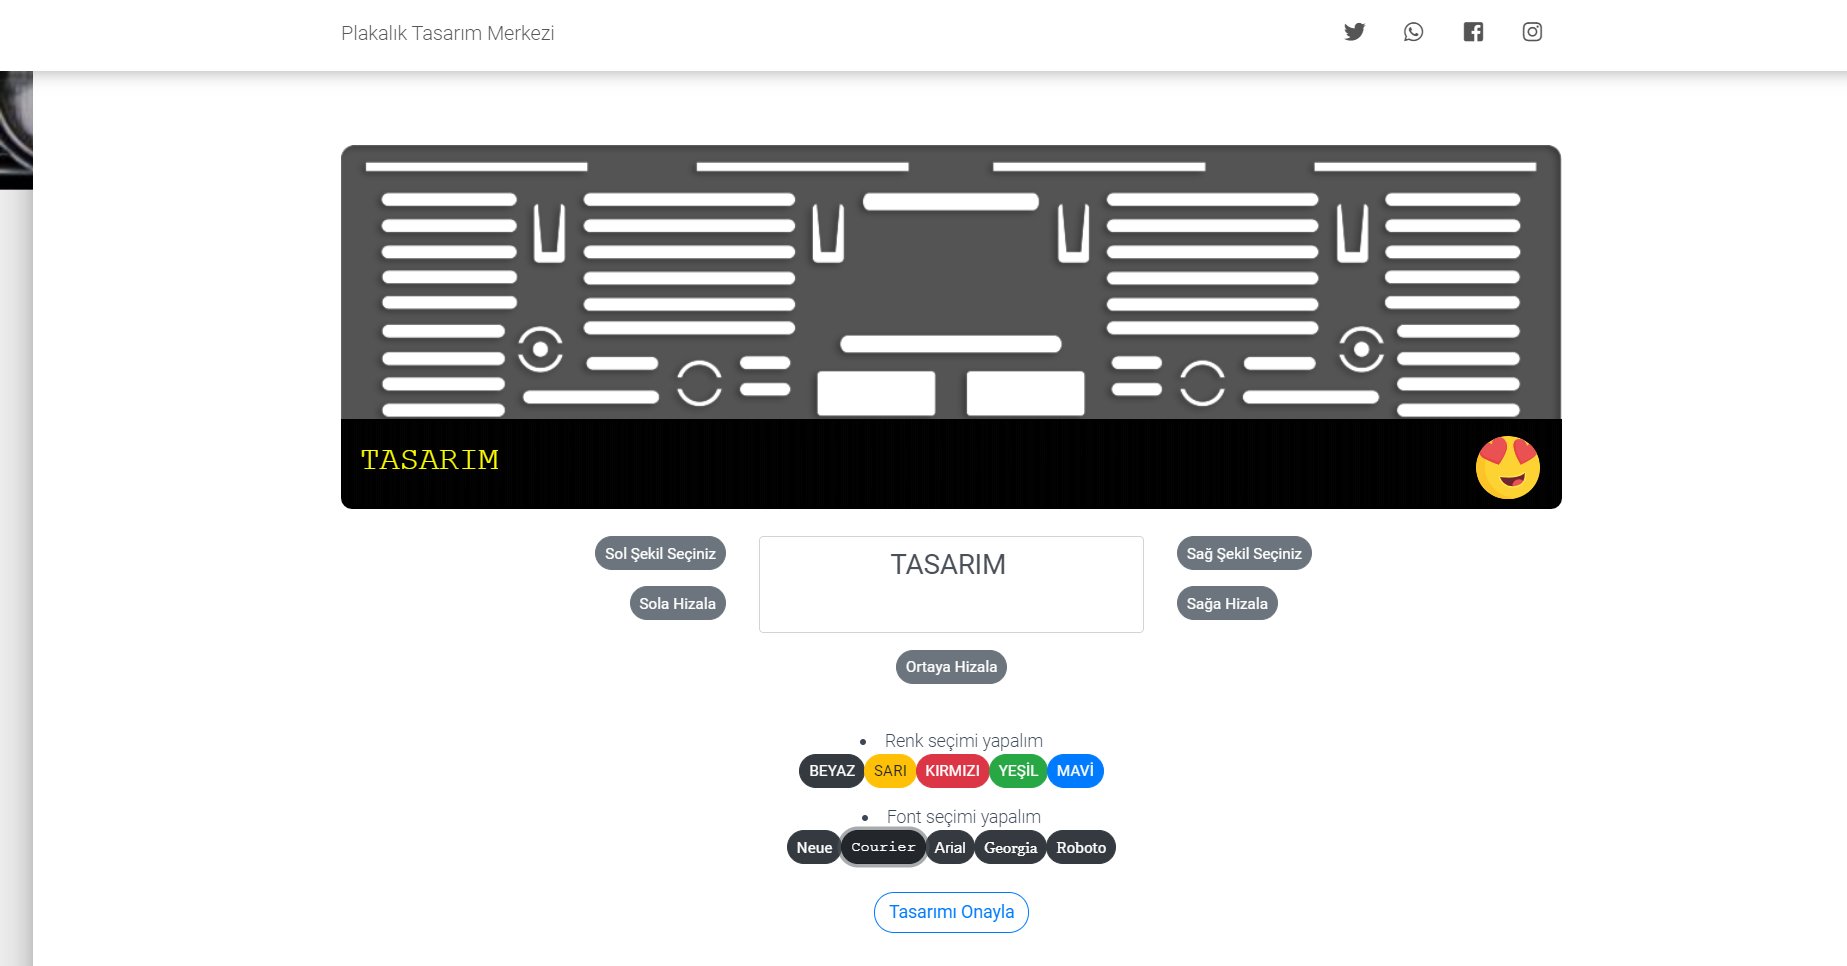 Plakalık Tasarım Merkezi
TASARIM
Sol Şekil Seçiniz
TASARIM
Sağ Şekil Seçiniz
Sola Hizala
Sağa Hizala
Ortaya Hizala
Renk seçimi yapalım
BEYAZ SARI KIRMIZI YEŞİL MAVİ
Font seçimi yapalım
Neue Courier Arial Georgia Roboto
Tasarımı Onayla